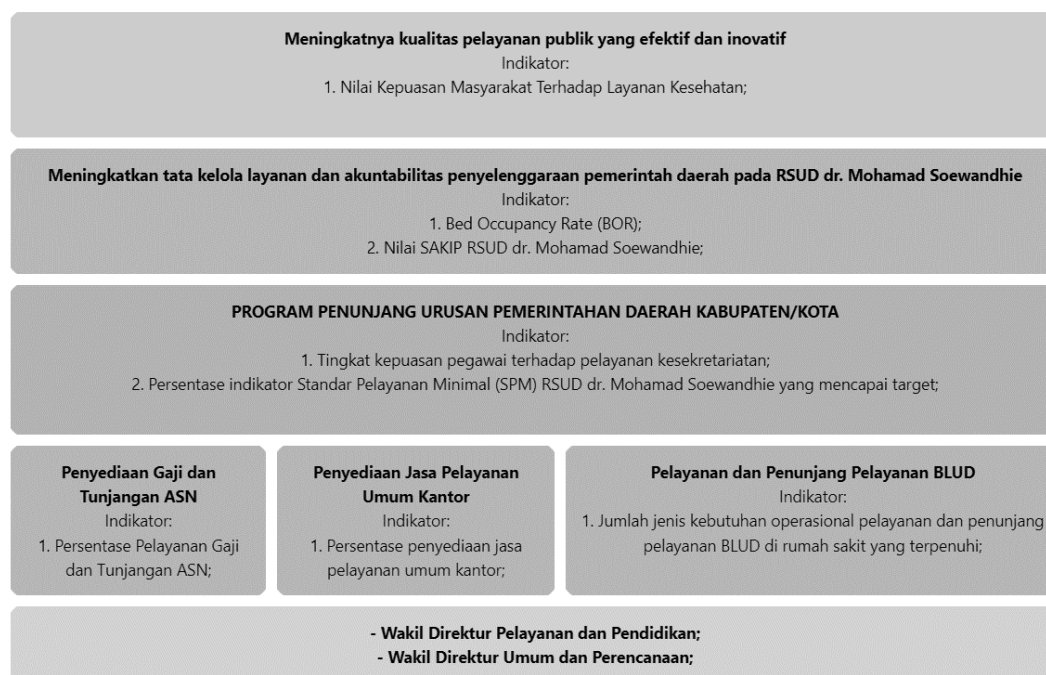 Meningkatnya kualitas pelayanan publik yang efektif dan inovatif
Indikator:
1. Nilai Kepuasan Masyarakat Terhadap Layanan Kesehatan;
Meningkatkan tata kelola layanan dan akuntabilitas penyelenggaraan pemerintah daerah pada RSUD dr. Mohamad Soewandhie
Indikator:
1. Bed Occupancy Rate (BOR);
2. Nilai SAKIP RSUD dr. Mohamad Soewandhie;
PROGRAM PENUNJANG URUSAN PEMERINTAHAN DAERAH KABUPATEN/KOTA
Indikator:
1. Tingkat kepuasan pegawai terhadap pelayanan kesekretariatan;
2. Persentase indikator Standar Pelayanan Minimal (SPM) RSUD dr. Mohamad Soewandhie yang mencapai target;
Penyediaan Gaji dan
Tunjangan ASN
Indikator:
1. Persentase Pelayanan Gaji
dan Tunjangan ASN;
Penyediaan Jasa Pelayanan
Umum Kantor
Indikator:
1. Persentase penyediaan jasa
pelayanan umum kantor;
Pelayanan dan Penunjang Pelayanan BLUD
Indikator:
1. Jumlah jenis kebutuhan operasional pelayanan dan penunjang
pelayanan BLUD di rumah sakit yang terpenuhi;
- Wakil Direktur Pelayanan dan Pendidikan;
- Wakil Direktur Umum dan Perencanaan;